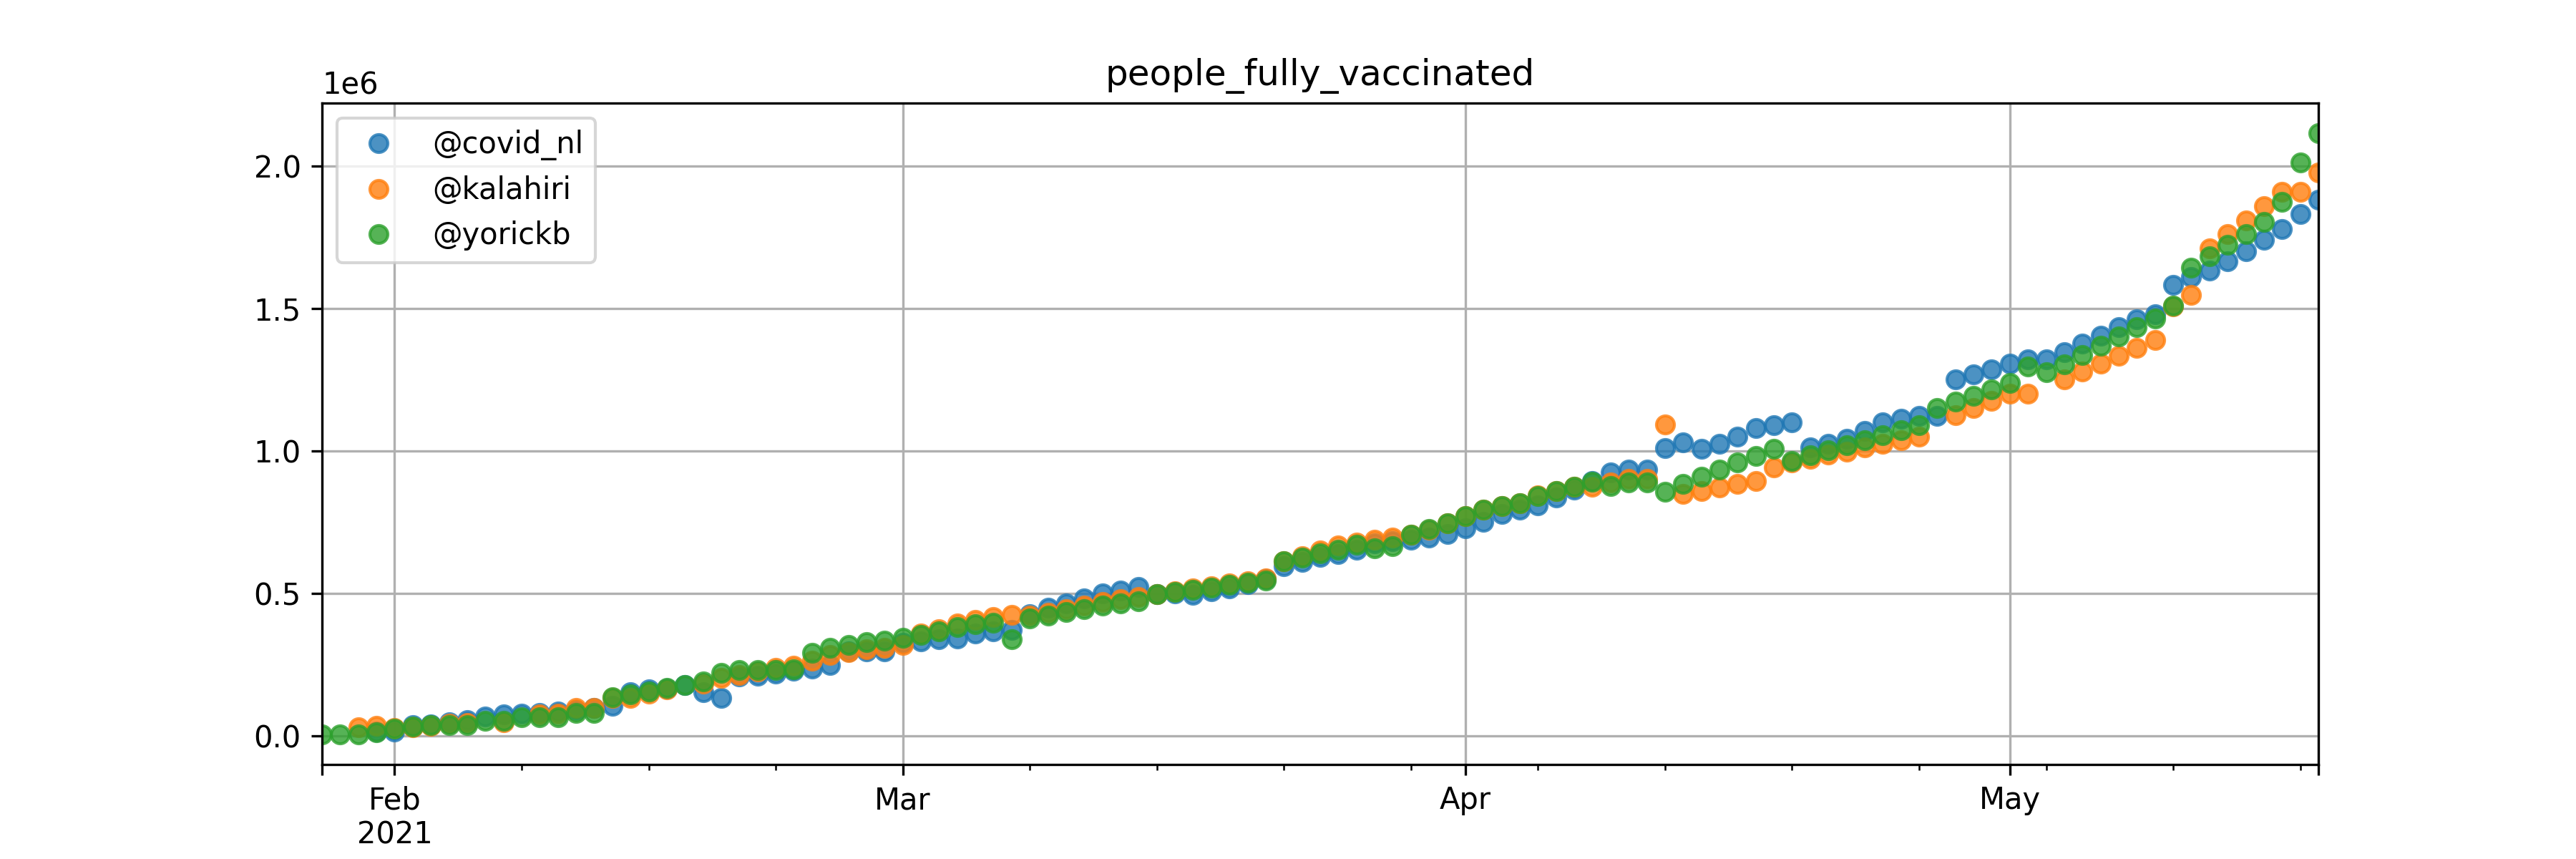 people_fully_vaccinated
1e6
@covid_nl
@kalahiri
@yorickb
2.0
1.5
1.0
0.5
0.0
Feb Mar Apr May
2021